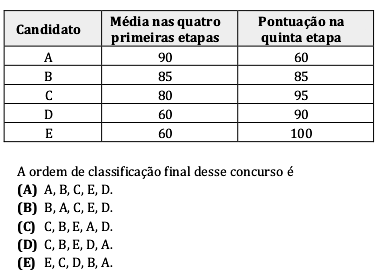 Candidato Média nas quatro primeiras etapas Pontuação na quinta etapa
A 90 60
B 85 85
C 80 95
D 60 90
E 60 100
A ordem de classificação final desse concurso é
(A) A, B, C, E, D.
(B) B, A, C, E, D.
(C) C, B, E, A, D.
(D) C, B, E, D, A.
(E) E, C, D, B, A.